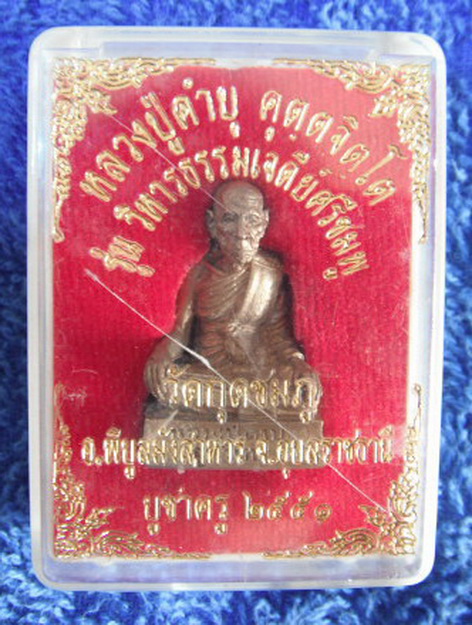 หลวงปู่คำบุ คุตตจิตโต
รุ่น วิหารธรรมเจดีย์ศรีชมพู
วัดกุดชมภู
อ.พิบูลมังสาหาร จ.อุบลราชธานี
บูชาครู ๒๕๕๑